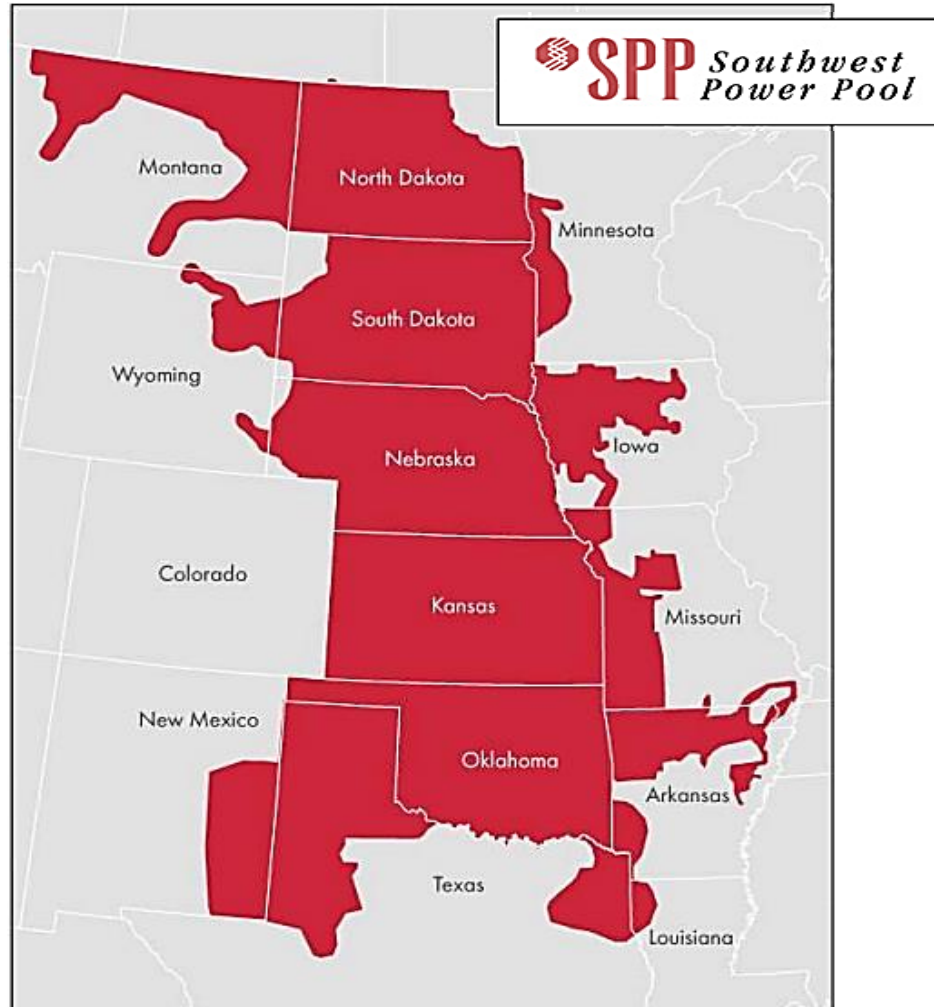 SPP Southwest
Power Pool
Montana
North Dakota
Minnesota
South Dakota
Wyoming
Nebraska
Iowa
Colorado
Kansas
Missouri
New Mexico
Oklahoma
Arkansas
Texas
Louisiana